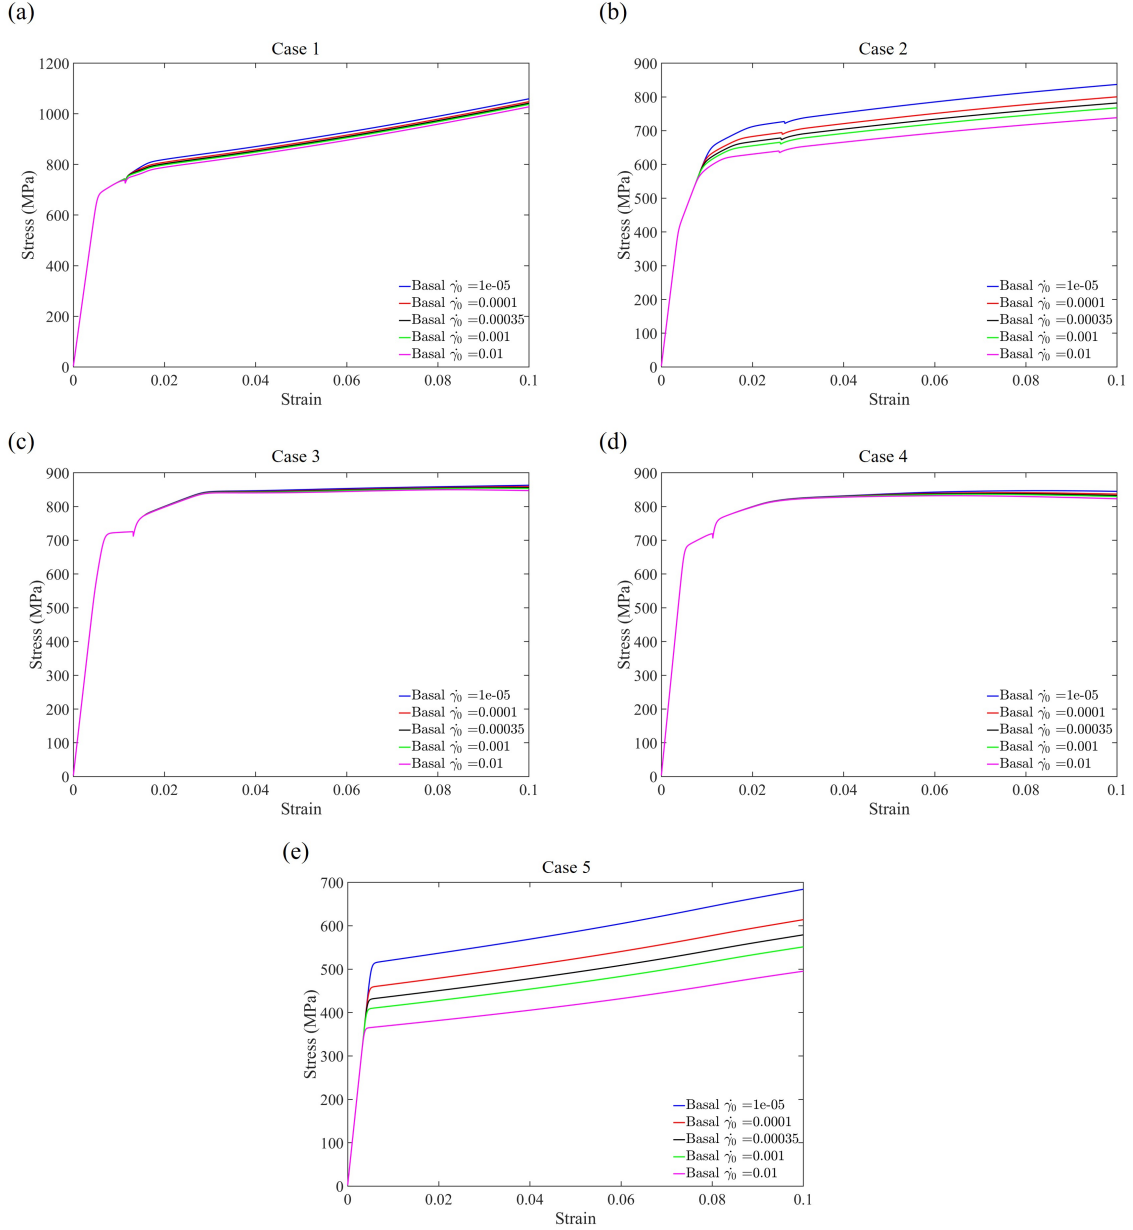 (a)
Case 1
Stress (MPa)
1200
1000
800
600
400
200
0
0 0.02 0.04 0.06 0.08 0.1
Strain
Basal γ̇₀ =1e-05
Basal γ̇₀ =0.0001
Basal γ̇₀ =0.00035
Basal γ̇₀ =0.001
Basal γ̇₀ =0.01
(b)
Case 2
Stress (MPa)
900
800
700
600
500
400
300
200
100
0
0 0.02 0.04 0.06 0.08 0.1
Strain
Basal γ̇₀ =1e-05
Basal γ̇₀ =0.0001
Basal γ̇₀ =0.00035
Basal γ̇₀ =0.001
Basal γ̇₀ =0.01
(c)
Case 3
Stress (MPa)
900
800
700
600
500
400
300
200
100
0
0 0.02 0.04 0.06 0.08 0.1
Strain
Basal γ̇₀ =1e-05
Basal γ̇₀ =0.0001
Basal γ̇₀ =0.00035
Basal γ̇₀ =0.001
Basal γ̇₀ =0.01
(d)
Case 4
Stress (MPa)
900
800
700
600
500
400
300
200
100
0
0 0.02 0.04 0.06 0.08 0.1
Strain
Basal γ̇₀ =1e-05
Basal γ̇₀ =0.0001
Basal γ̇₀ =0.00035
Basal γ̇₀ =0.001
Basal γ̇₀ =0.01
(e)
Case 5
Stress (MPa)
700
600
500
400
300
200
100
0
0 0.02 0.04 0.06 0.08 0.1
Strain
Basal γ̇₀ =1e-05
Basal γ̇₀ =0.0001
Basal γ̇₀ =0.00035
Basal γ̇₀ =0.001
Basal γ̇₀ =0.01